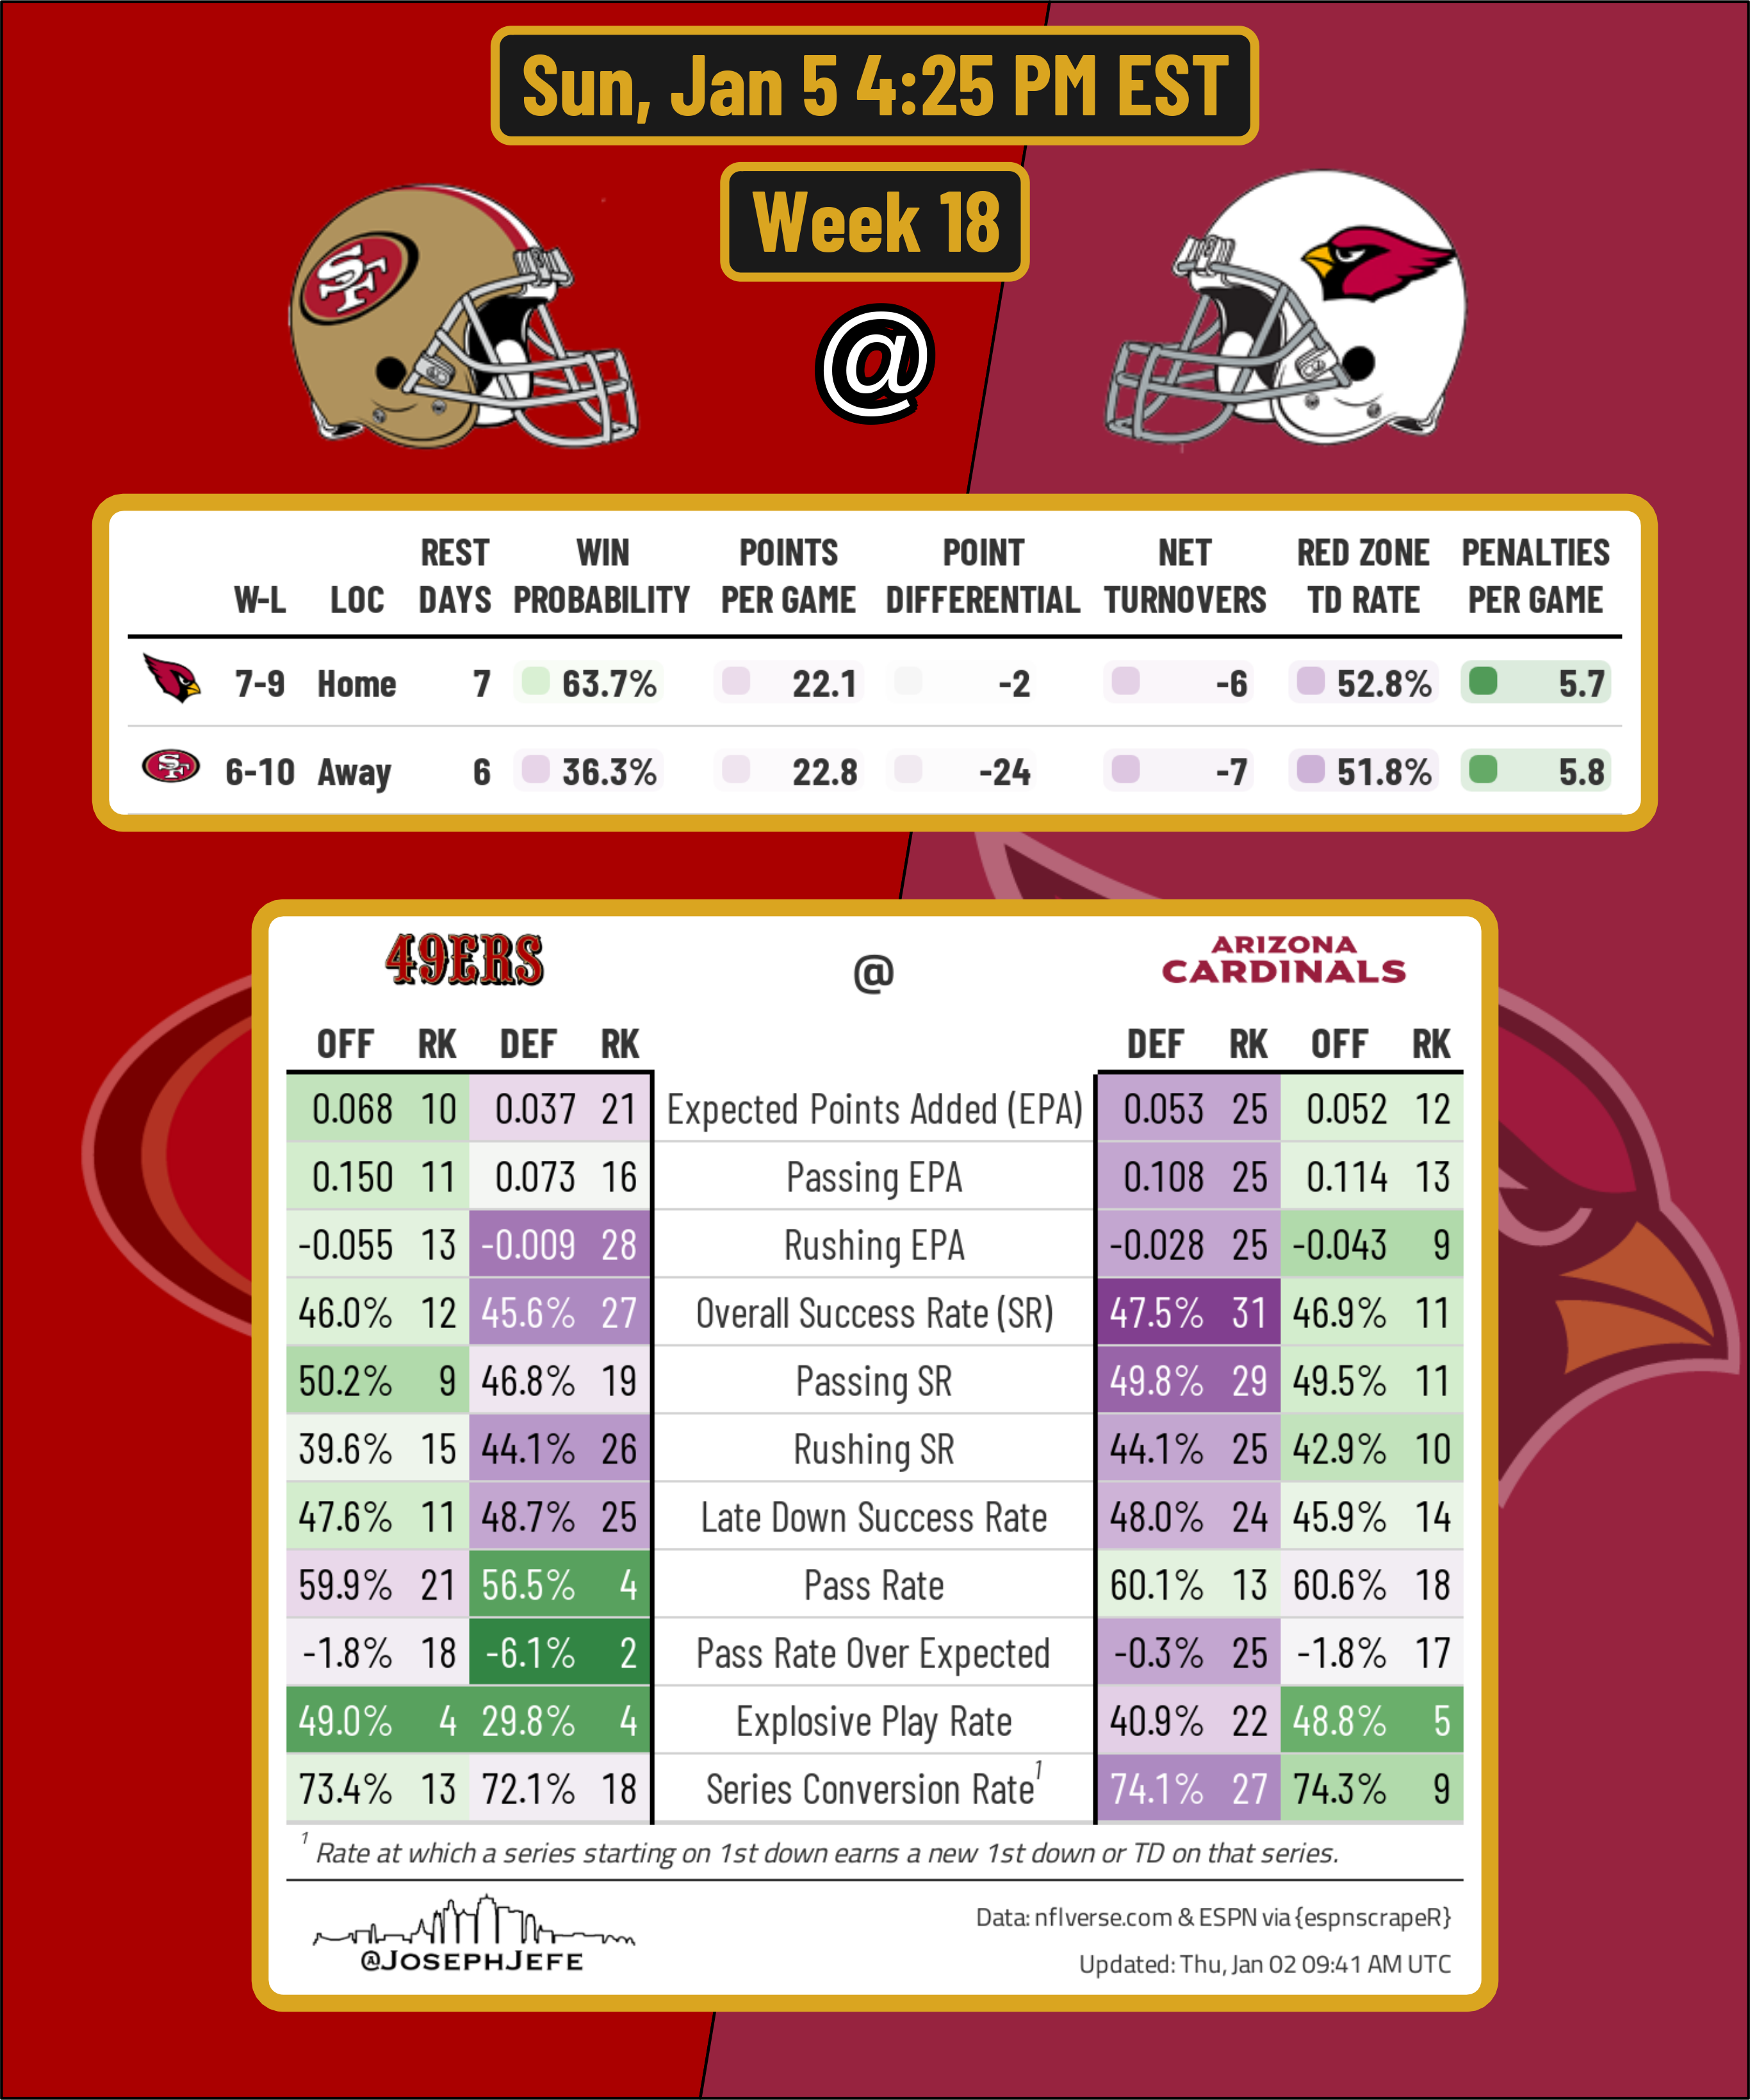 Sun, Jan 5 4:25 PM EST
Week 18
SF
@
REST WIN POINTS POINT NET RED ZONE PENALTIES
W-L LOC DAYS PROBABILITY PER GAME DIFFERENTIAL TURNOVERS TD RATE PER GAME
7-9 Home 7 63.7% 22.1 -2 -6 52.8% 5.7
SF 6-10 Away 6 36.3% 22.8 -24 -7 51.8% 5.8
49ERS @ ARIZONA CARDINALS
OFF RK DEF RK DEF RK OFF RK
0.068 10 0.037 21 Expected Points Added (EPA) 0.053 25 0.052 12
0.150 11 0.073 16 Passing EPA 0.108 25 0.114 13
-0.055 13 -0.009 28 Rushing EPA -0.028 25 -0.043 9
46.0% 12 45.6% 27 Overall Success Rate (SR) 47.5% 31 46.9% 11
50.2% 9 46.8% 19 Passing SR 49.8% 29 49.5% 11
39.6% 15 44.1% 26 Rushing SR 44.1% 25 42.9% 10
47.6% 11 48.7% 25 Late Down Success Rate 48.0% 24 45.9% 14
59.9% 21 56.5% 4 Pass Rate 60.1% 13 60.6% 18
-1.8% 18 -6.1% 2 Pass Rate Over Expected -0.3% 25 -1.8% 17
49.0% 4 29.8% 4 Explosive Play Rate 40.9% 22 48.8% 5
73.4% 13 72.1% 18 Series Conversion Rate1 74.1% 27 74.3% 9
1 Rate at which a series starting on 1st down earns a new 1st down or TD on that series.
@JOSEPHJEFE
Data: nflverse.com & ESPN via {espnscrapeR}
Updated: Thu, Jan 02 09:41 AM UTC